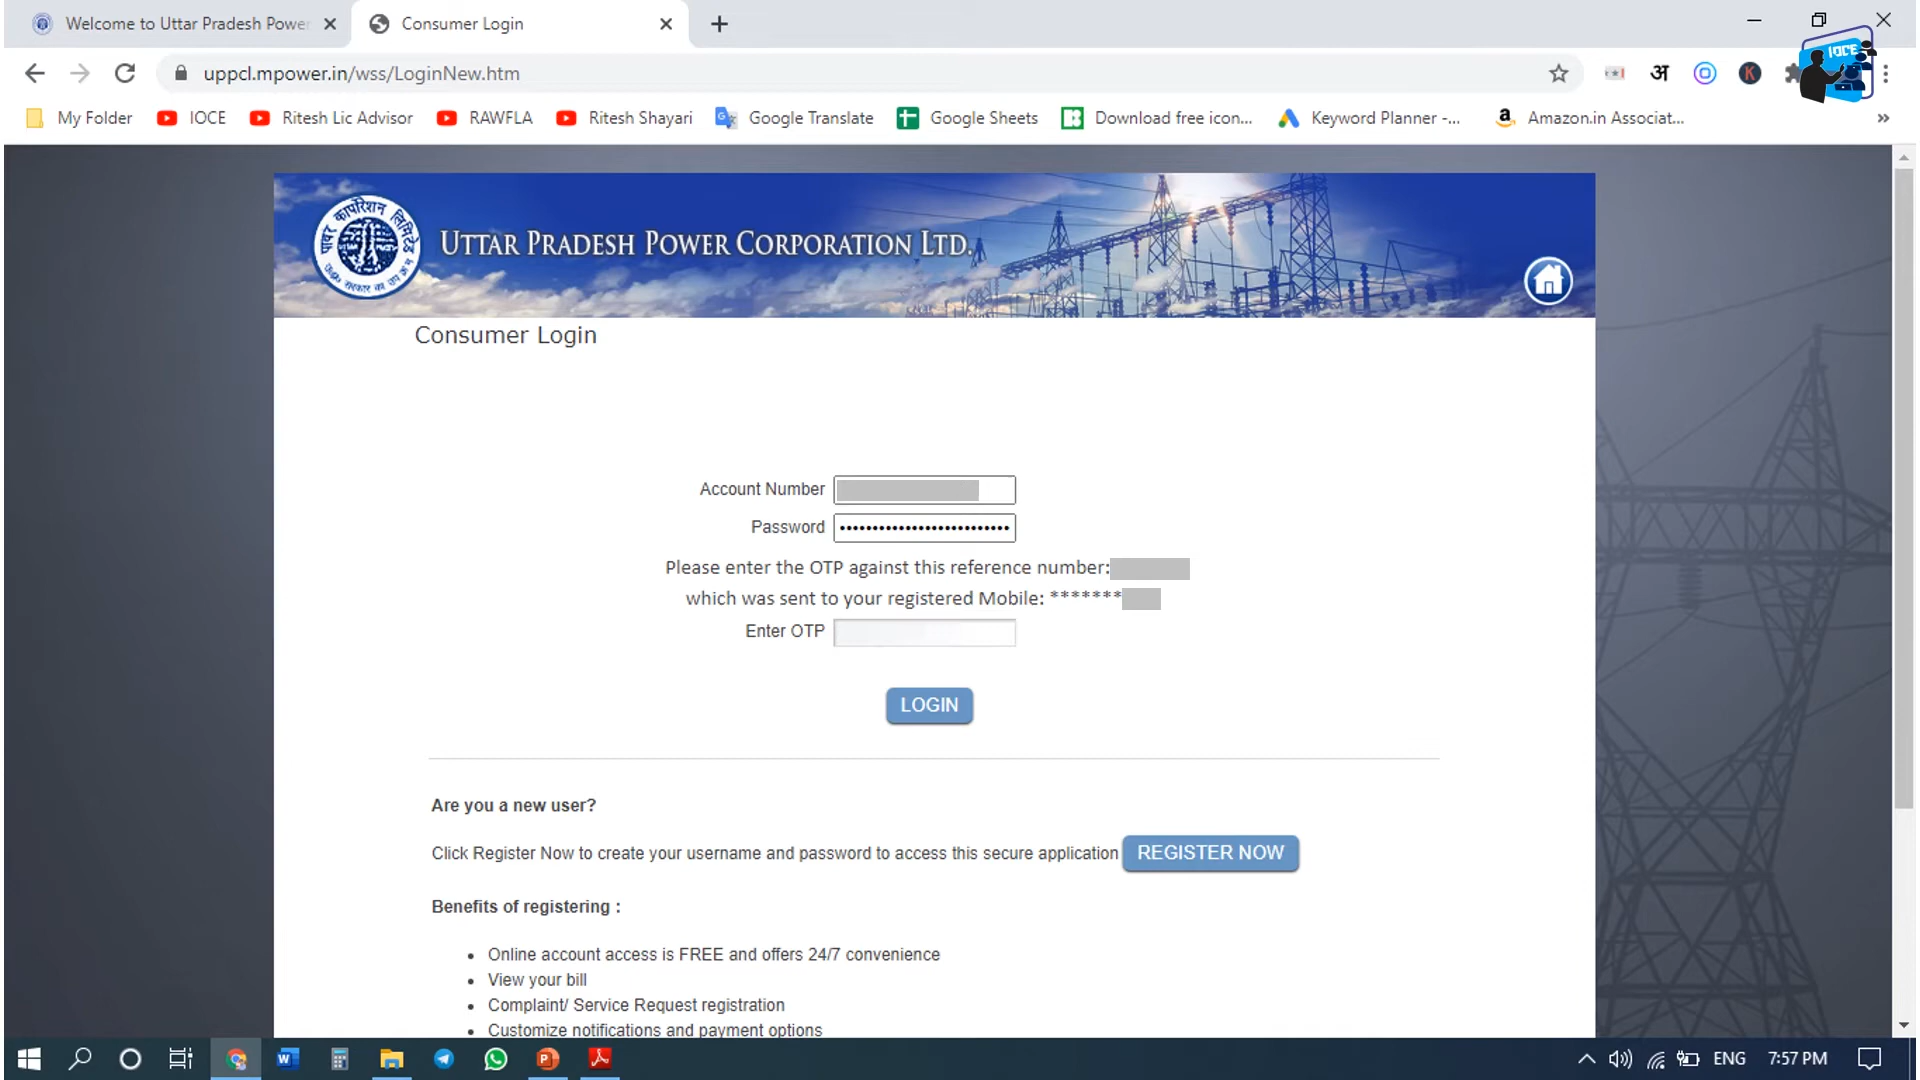 Welcome to Uttar Pradesh Power
Consumer Login
uppcl.mpower.in/wss/LoginNew.htm
IOCE
My Folder
IOCE
Ritesh Lic Advisor
RAWFLA
Ritesh Shayari
Google Translate
Google Sheets
Download free icon...
Keyword Planner -...
Amazon.in Associat...
»
पावर कार्पोरेशन लिमिटेड
UTTAR PRADESH POWER CORPORATION LTD.
Consumer Login
Account Number
Password ••••••••••••••••••••••••••
Please enter the OTP against this reference number:
which was sent to your registered Mobile: *******
Enter OTP
LOGIN
Are you a new user?
Click Register Now to create your username and password to access this secure application REGISTER NOW
Benefits of registering :
• Online account access is FREE and offers 24/7 convenience
• View your bill
• Complaint/ Service Request registration
• Customize notifications and payment options
ENG 7:57 PM